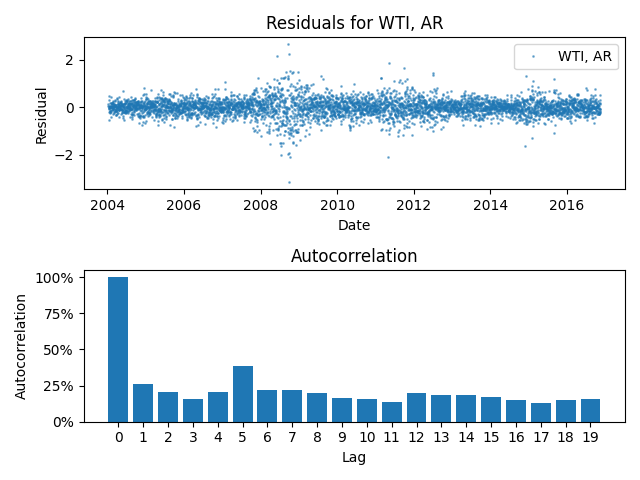 Residuals for WTI, AR
2
0
−2
Residual
WTI, AR
2004 2006 2008 2010 2012 2014 2016
Date
Autocorrelation
100%
75%
50%
25%
0%
Autocorrelation
0 1 2 3 4 5 6 7 8 9 10 11 12 13 14 15 16 17 18 19
Lag